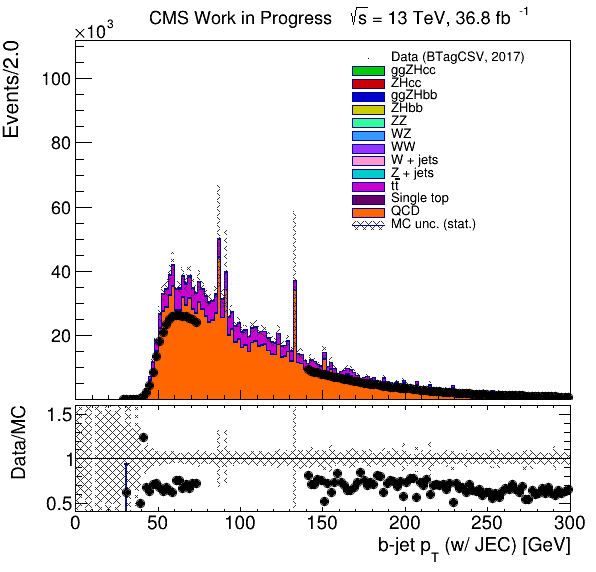 CMS Work in Progress √s = 13 TeV, 36.8 fb -1
×10³
Events/2.0
100
80
60
40
20
Data (BTagCSV, 2017)
ggZHcc
ZHcc
ggZHbb
ZHbb
ZZ
WZ
WW
W + jets
Z + jets
tt̄
Single top
QCD
MC unc. (stat.)
Data/MC
1.5
1
0.5
0 50 100 150 200 250 300
b-jet p_T (w/ JEC) [GeV]